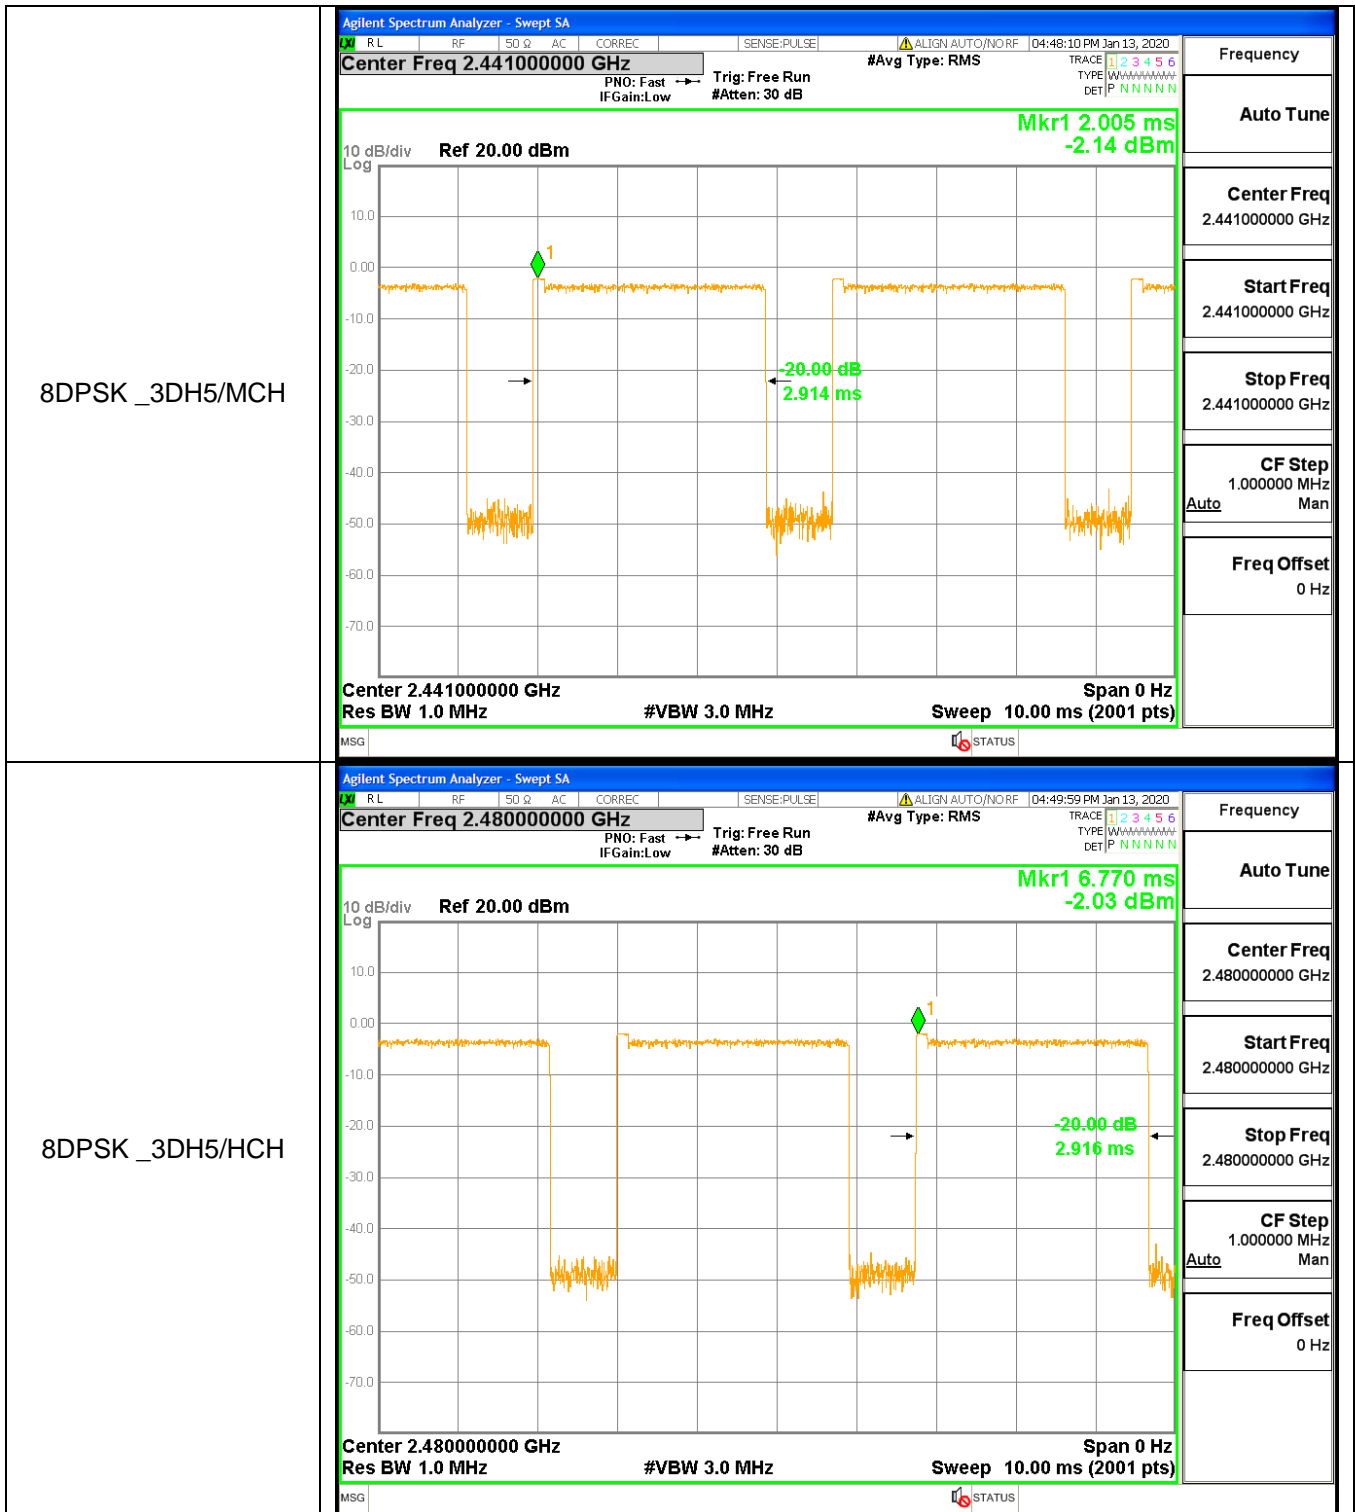 8DPSK _3DH5/MCH
Agilent Spectrum Analyzer - Swept SA
LXI RL RF 50 Ω AC CORREC SENSE:PULSE ALIGN AUTO/NO RF 04:48:10 PM Jan 13, 2020
Center Freq 2.441000000 GHz
#Avg Type: RMS
TRACE 1 2 3 4 5 6
PNO: Fast
Trig: Free Run
TYPE
IFGain:Low
#Atten: 30 dB
DET P N N N N N
Mkr1 2.005 ms
-2.14 dBm
10 dB/div Ref 20.00 dBm
Log
10.0
1
0.00
-10.0
-20.0
-20.00 dB
2.914 ms
-30.0
-40.0
-50.0
-60.0
-70.0
Center 2.441000000 GHz Span 0 Hz
Res BW 1.0 MHz #VBW 3.0 MHz Sweep 10.00 ms (2001 pts)
MSG STATUS
Frequency
Auto Tune
Center Freq
2.441000000 GHz
Start Freq
2.441000000 GHz
Stop Freq
2.441000000 GHz
CF Step
1.000000 MHz
Auto Man
Freq Offset
0 Hz
8DPSK _3DH5/HCH
Agilent Spectrum Analyzer - Swept SA
LXI RL RF 50 Ω AC CORREC SENSE:PULSE ALIGN AUTO/NO RF 04:49:59 PM Jan 13, 2020
Center Freq 2.480000000 GHz
#Avg Type: RMS
TRACE 1 2 3 4 5 6
PNO: Fast
Trig: Free Run
TYPE
IFGain:Low
#Atten: 30 dB
DET P N N N N N
Mkr1 6.770 ms
-2.03 dBm
10 dB/div Ref 20.00 dBm
Log
10.0
1
0.00
-10.0
-20.0
-20.00 dB
2.916 ms
-30.0
-40.0
-50.0
-60.0
-70.0
Center 2.480000000 GHz Span 0 Hz
Res BW 1.0 MHz #VBW 3.0 MHz Sweep 10.00 ms (2001 pts)
MSG STATUS
Frequency
Auto Tune
Center Freq
2.480000000 GHz
Start Freq
2.480000000 GHz
Stop Freq
2.480000000 GHz
CF Step
1.000000 MHz
Auto Man
Freq Offset
0 Hz